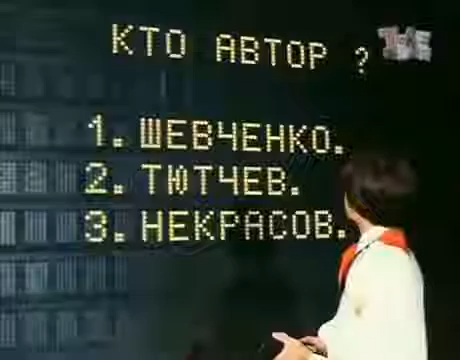 КТО АВТОР ?
1. ШЕВЧЕНКО.
2. ТЮТЧЕВ.
3. НЕКРАСОВ.